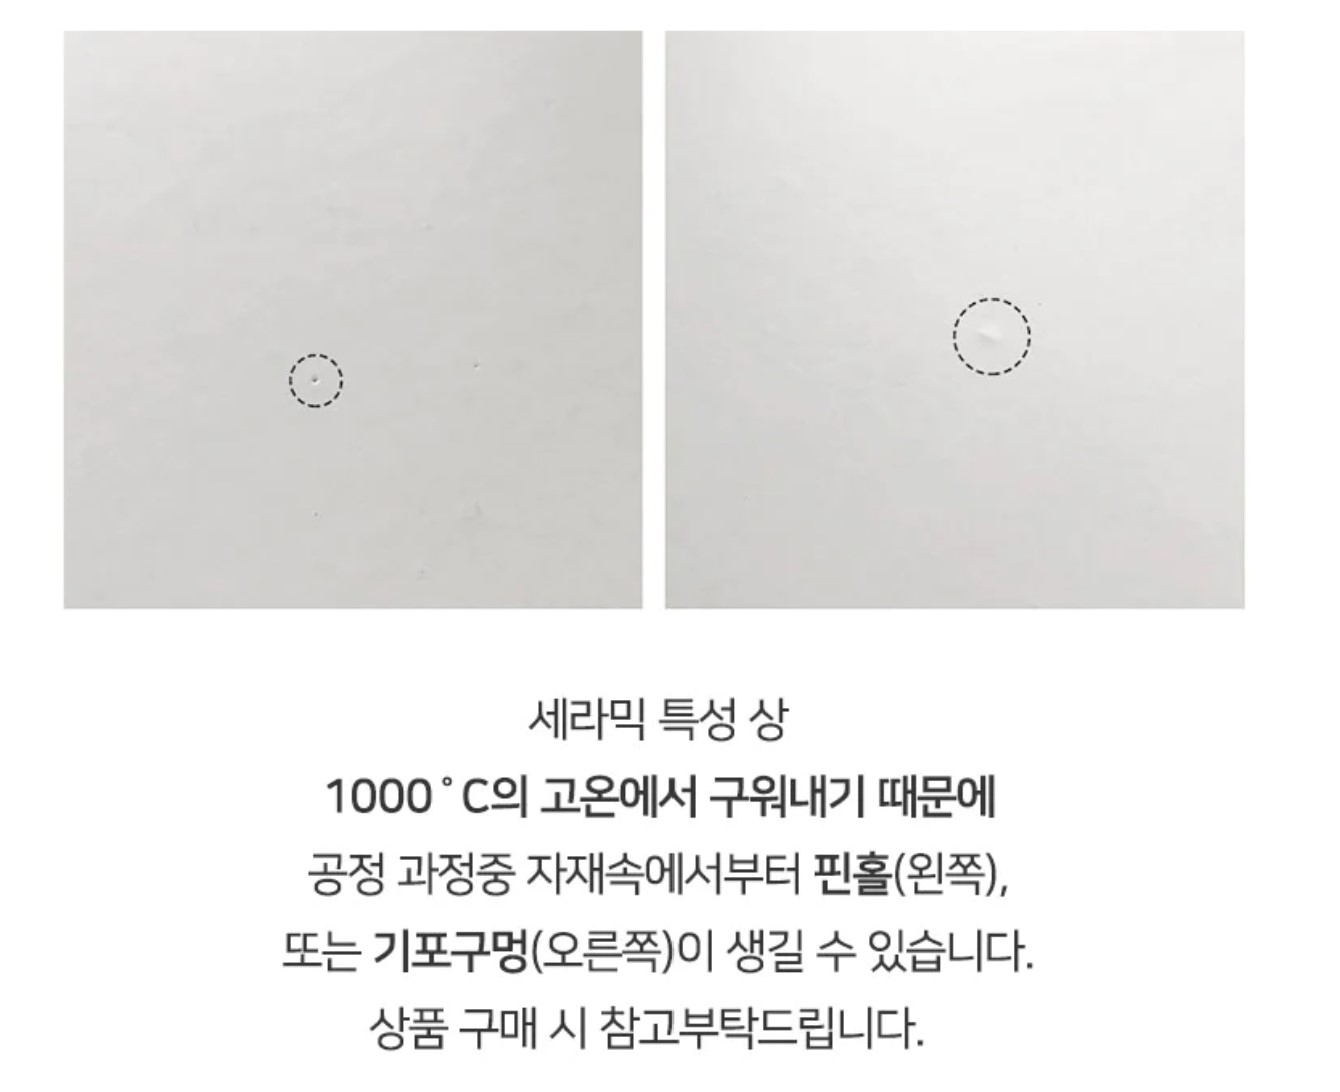 세라믹 특성 상
1000˚C의 고온에서 구워내기 때문에
공정 과정중 자재속에서부터 핀홀(왼쪽),
또는 기포구멍(오른쪽)이 생길 수 있습니다.
상품 구매 시 참고부탁드립니다.